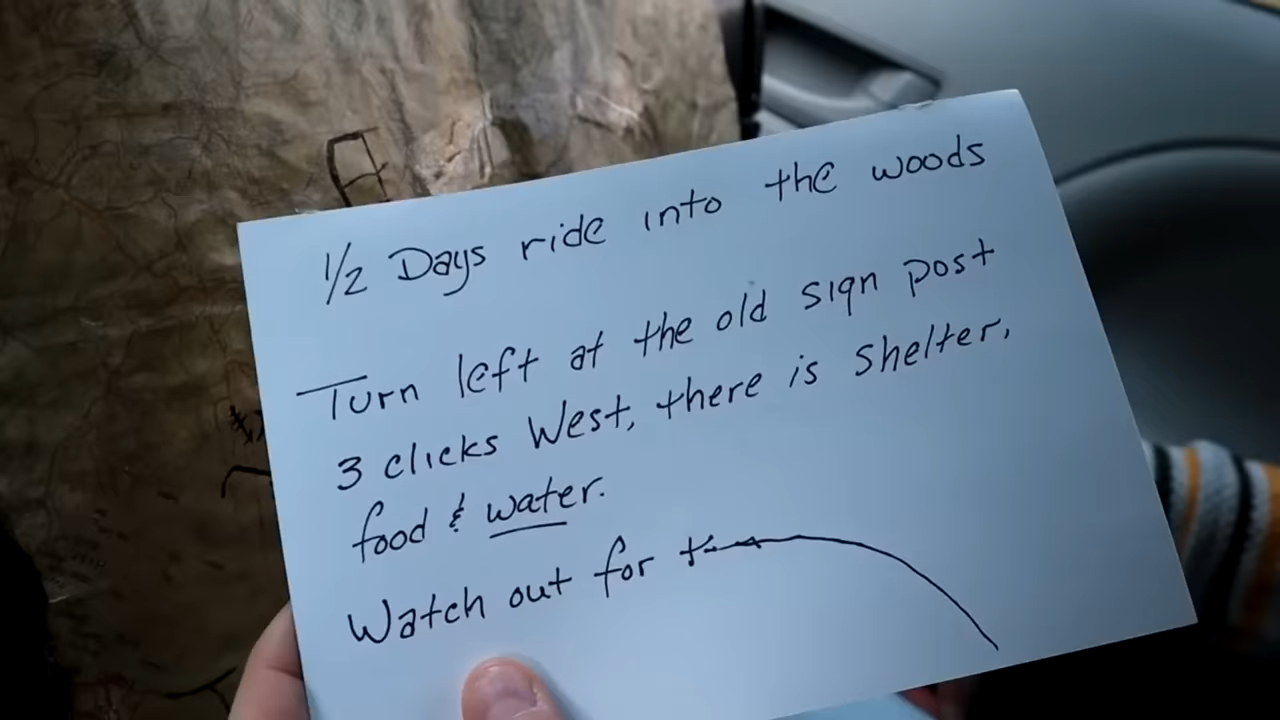 1/2 Days ride into the woods
Turn left at the old sign post
3 clicks West, there is Shelter,
food & water.
Watch out for